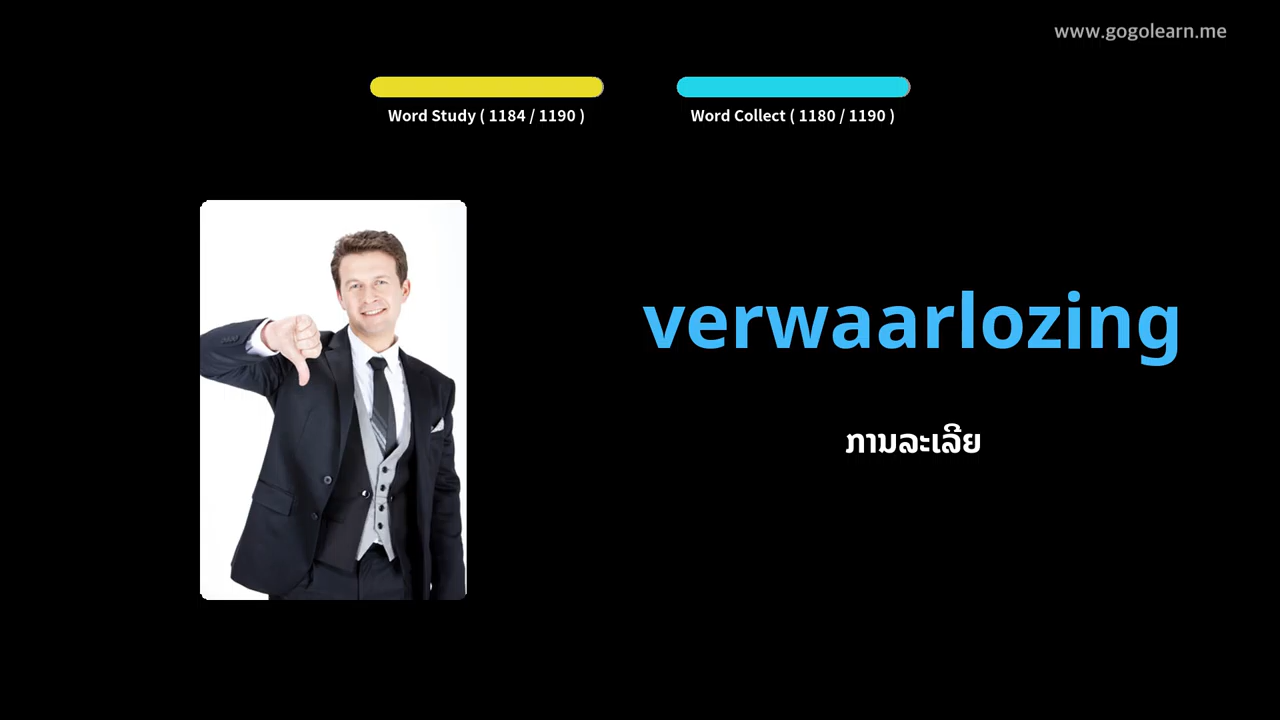 www.gogolearn.me
Word Study ( 1184 / 1190 )
Word Collect ( 1180 / 1190 )
verwaarlozing
ການລະເລີຍ